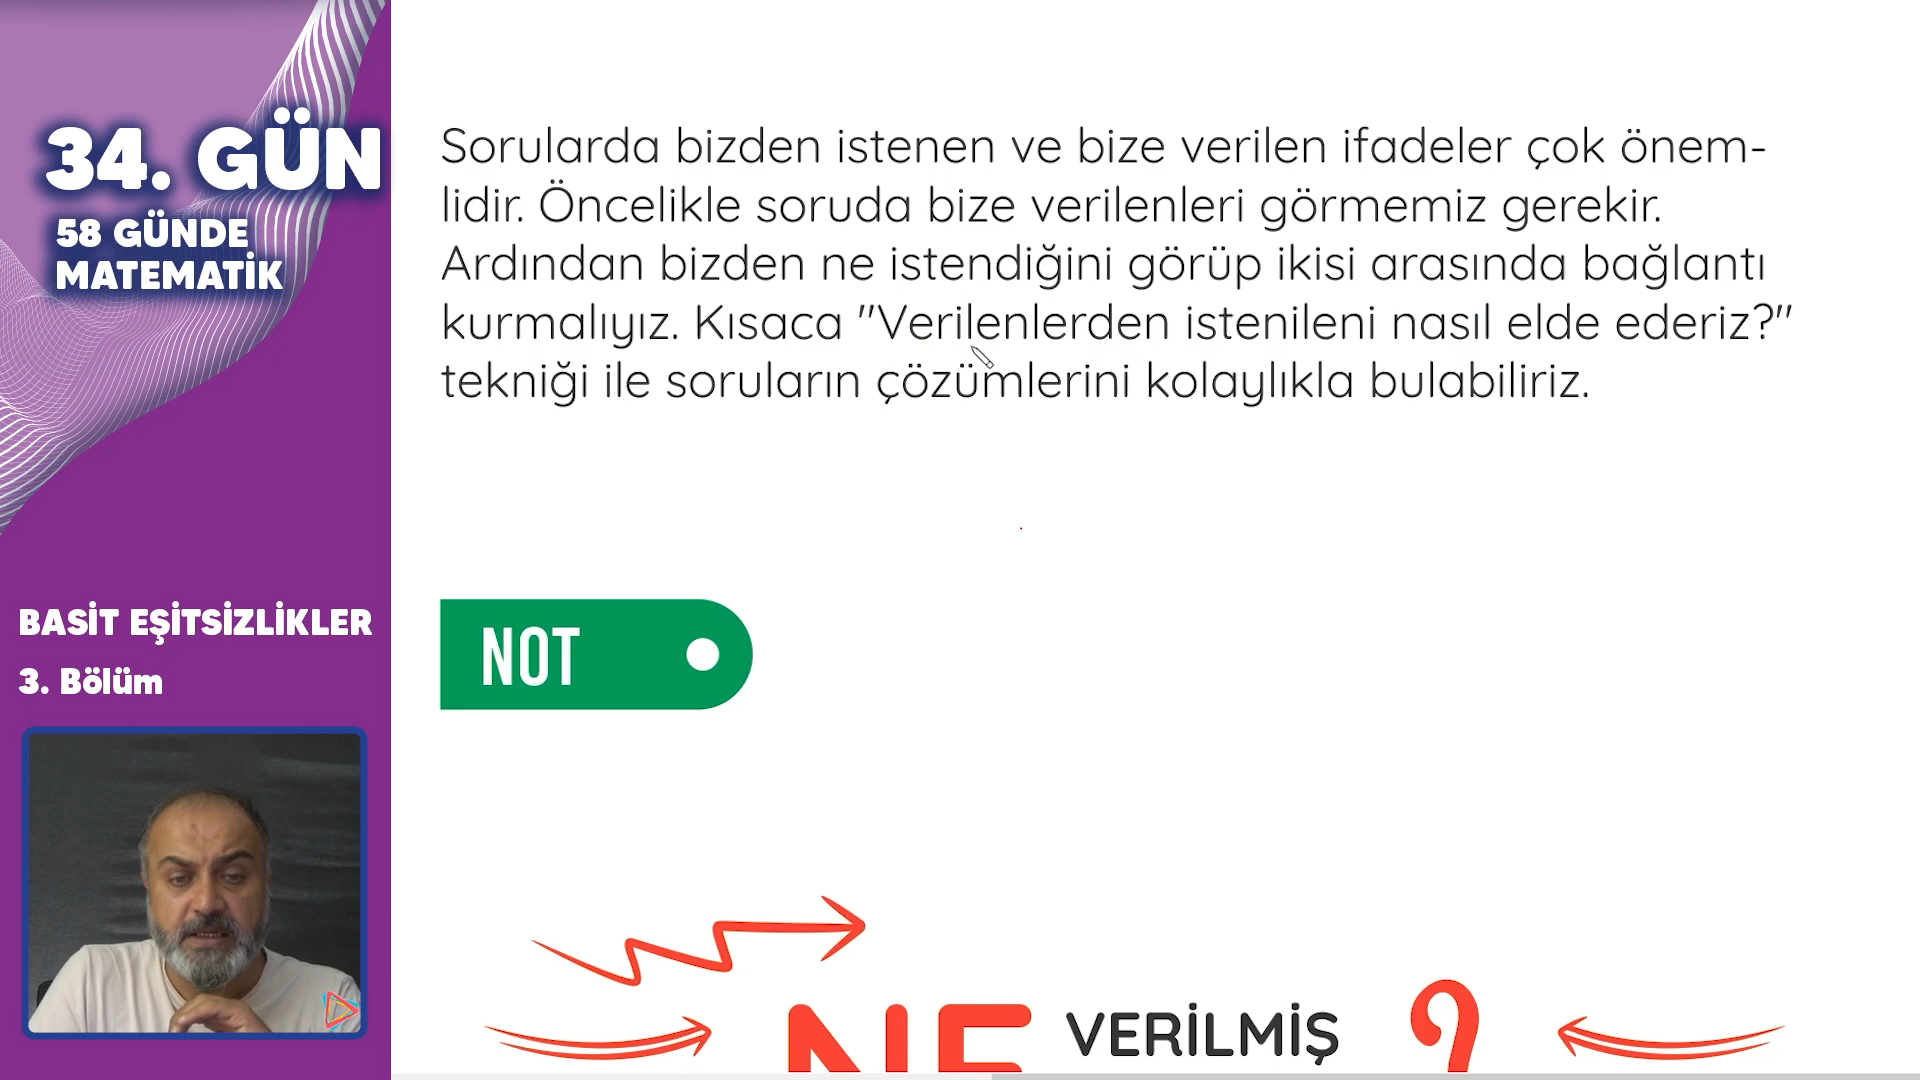 34. GÜN
58 GÜNDE
MATEMATİK
BASİT EŞİTSİZLİKLER
3. Bölüm
Sorularda bizden istenen ve bize verilen ifadeler çok önem-
lidir. Öncelikle soruda bize verilenleri görmemiz gerekir.
Ardından bizden ne istendiğini görüp ikisi arasında bağlantı
kurmalıyız. Kısaca "Verilenlerden istenileni nasıl elde ederiz?"
tekniği ile soruların çözümlerini kolaylıkla bulabiliriz.
NOT
NE VERİLMİŞ ?